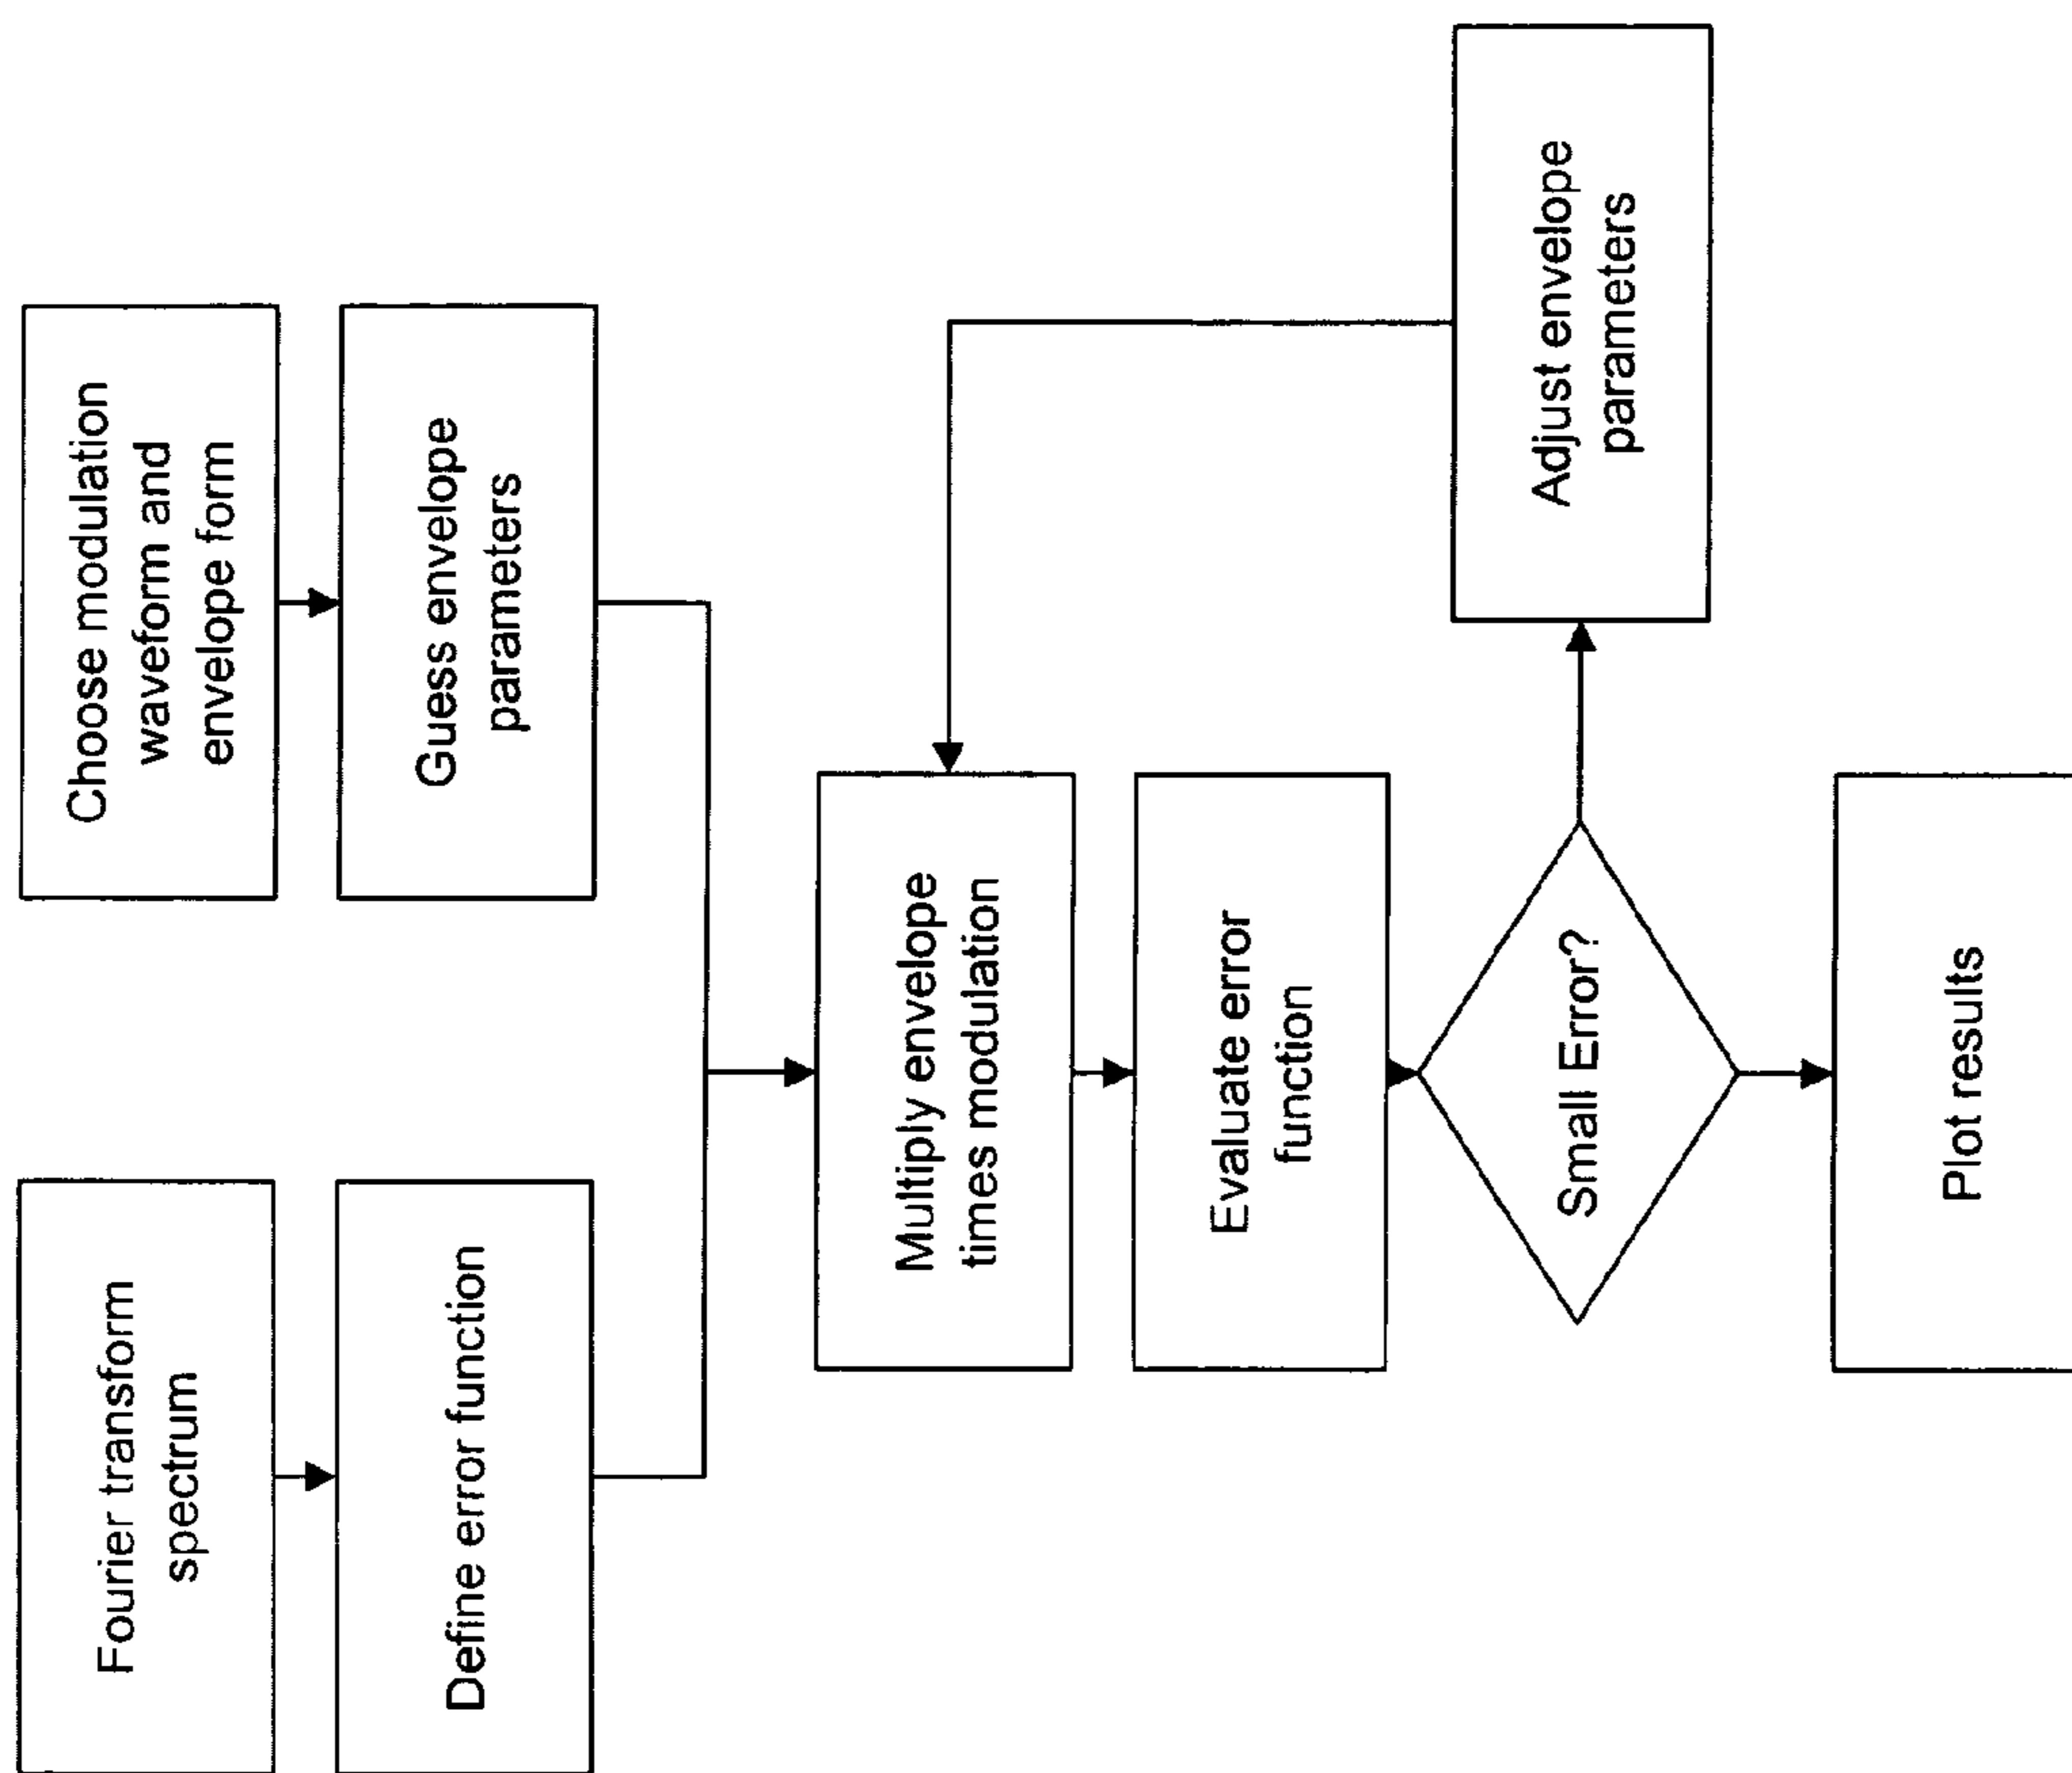 Fourier transform
spectrum
Define error function
Choose modulation
waveform and
envelope form
Guess envelope
parameters
Multiply envelope
times modulation
Evaluate error
function
Small Error?
Adjust envelope
parameters
Plot results